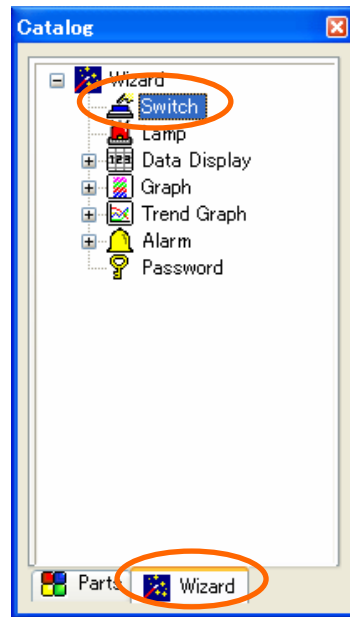 Catalog
Wizard
Switch
Lamp
Data Display
Graph
Trend Graph
Alarm
Password
Parts Wizard